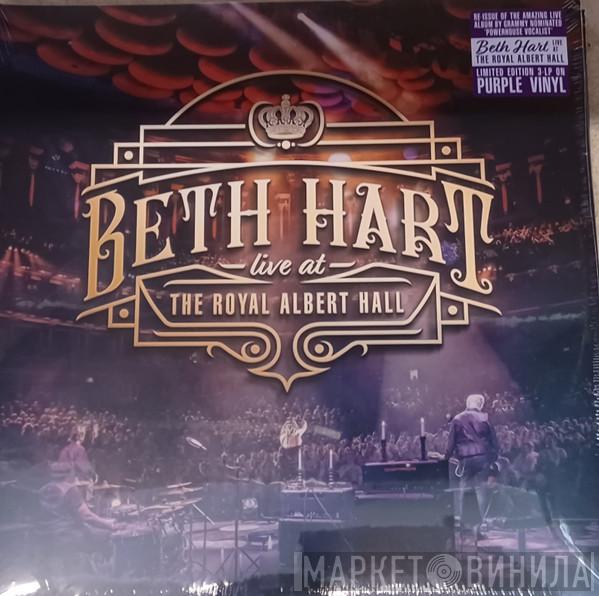 RE-ISSUE OF THE AMAZING LIVE
ALBUM BY GRAMMY NOMINATED
'POWERHOUSE VOCALIST'
Beth Hart LIVE AT
THE ROYAL ALBERT HALL
LIMITED EDITION 3-LP ON
PURPLE VINYL
BETH HART
live at
THE ROYAL ALBERT HALL
МАРКЕТ ВИНИЛА